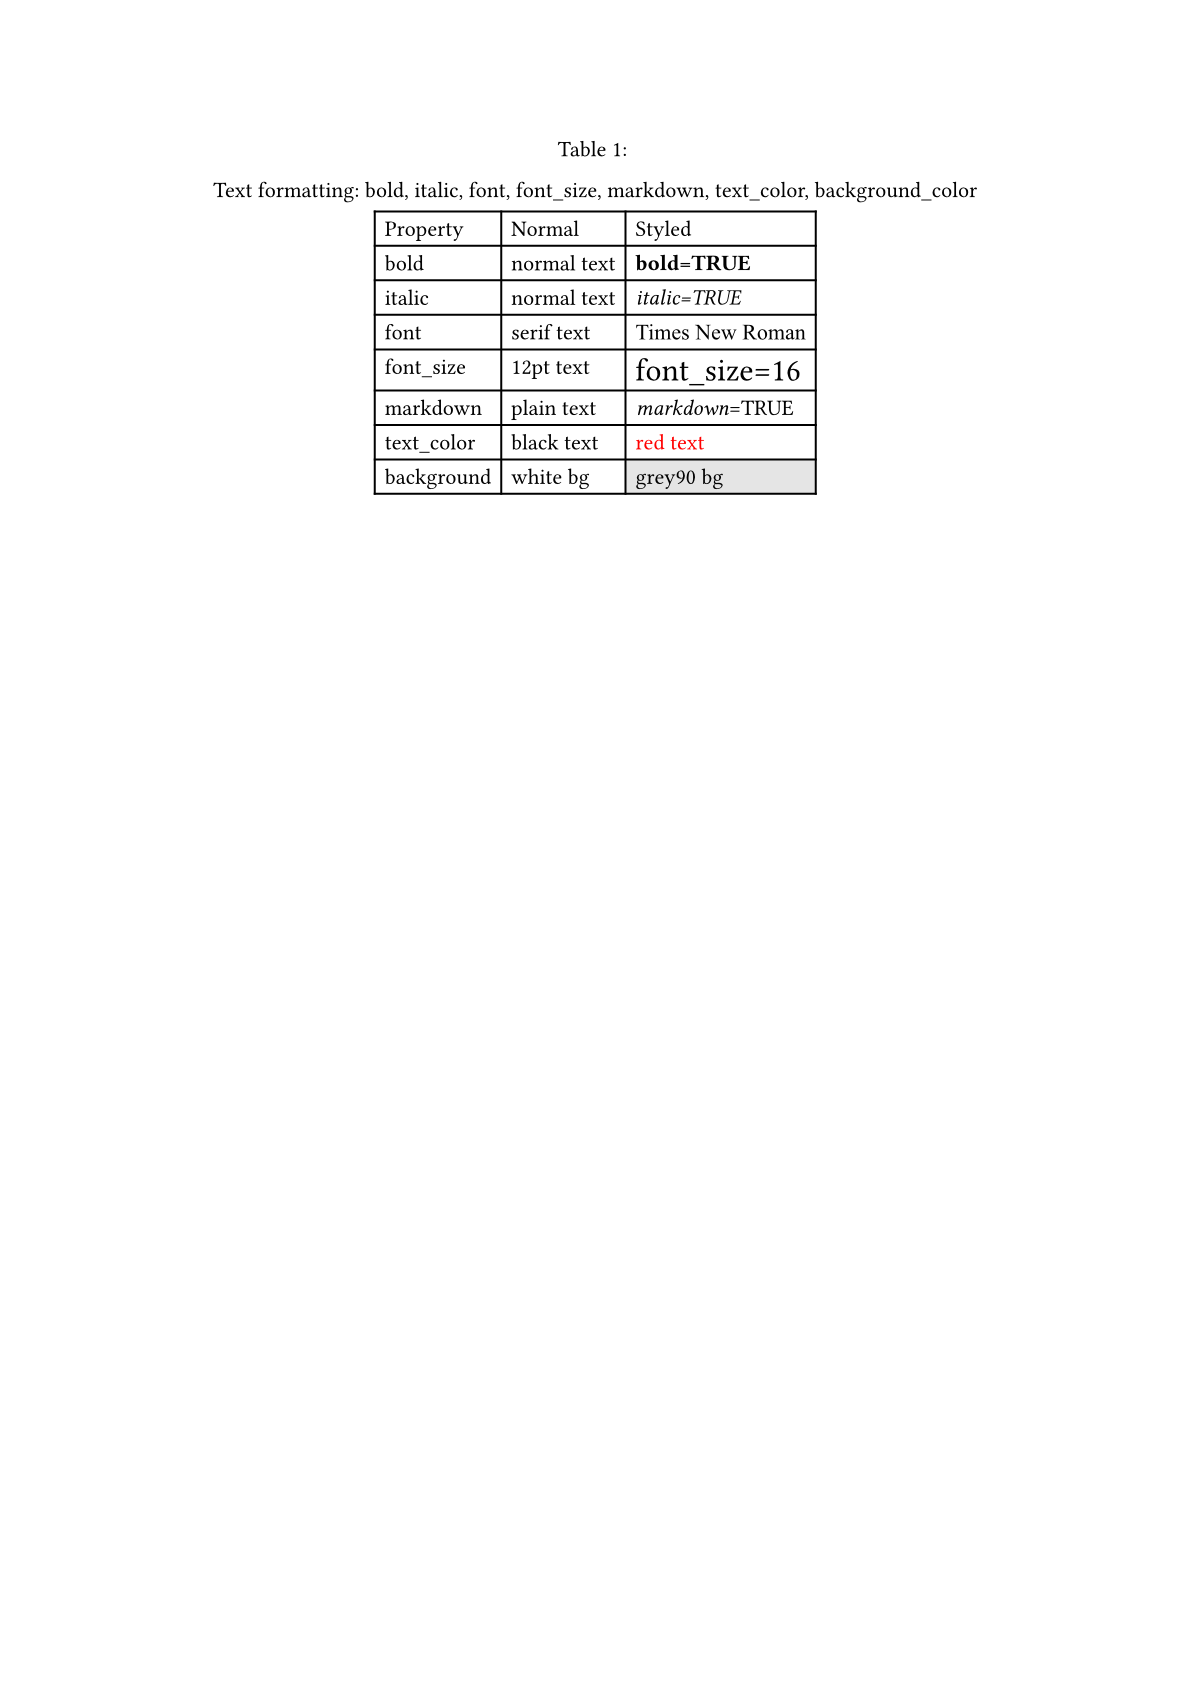 Table 1:
Text formatting: bold, italic, font, font_size, markdown, text_color, background_color
Property Normal Styled
bold normal text bold=TRUE
italic normal text italic=TRUE
font serif text Times New Roman
font_size 12pt text font_size=16
markdown plain text markdown=TRUE
text_color black text red text
background white bg grey90 bg